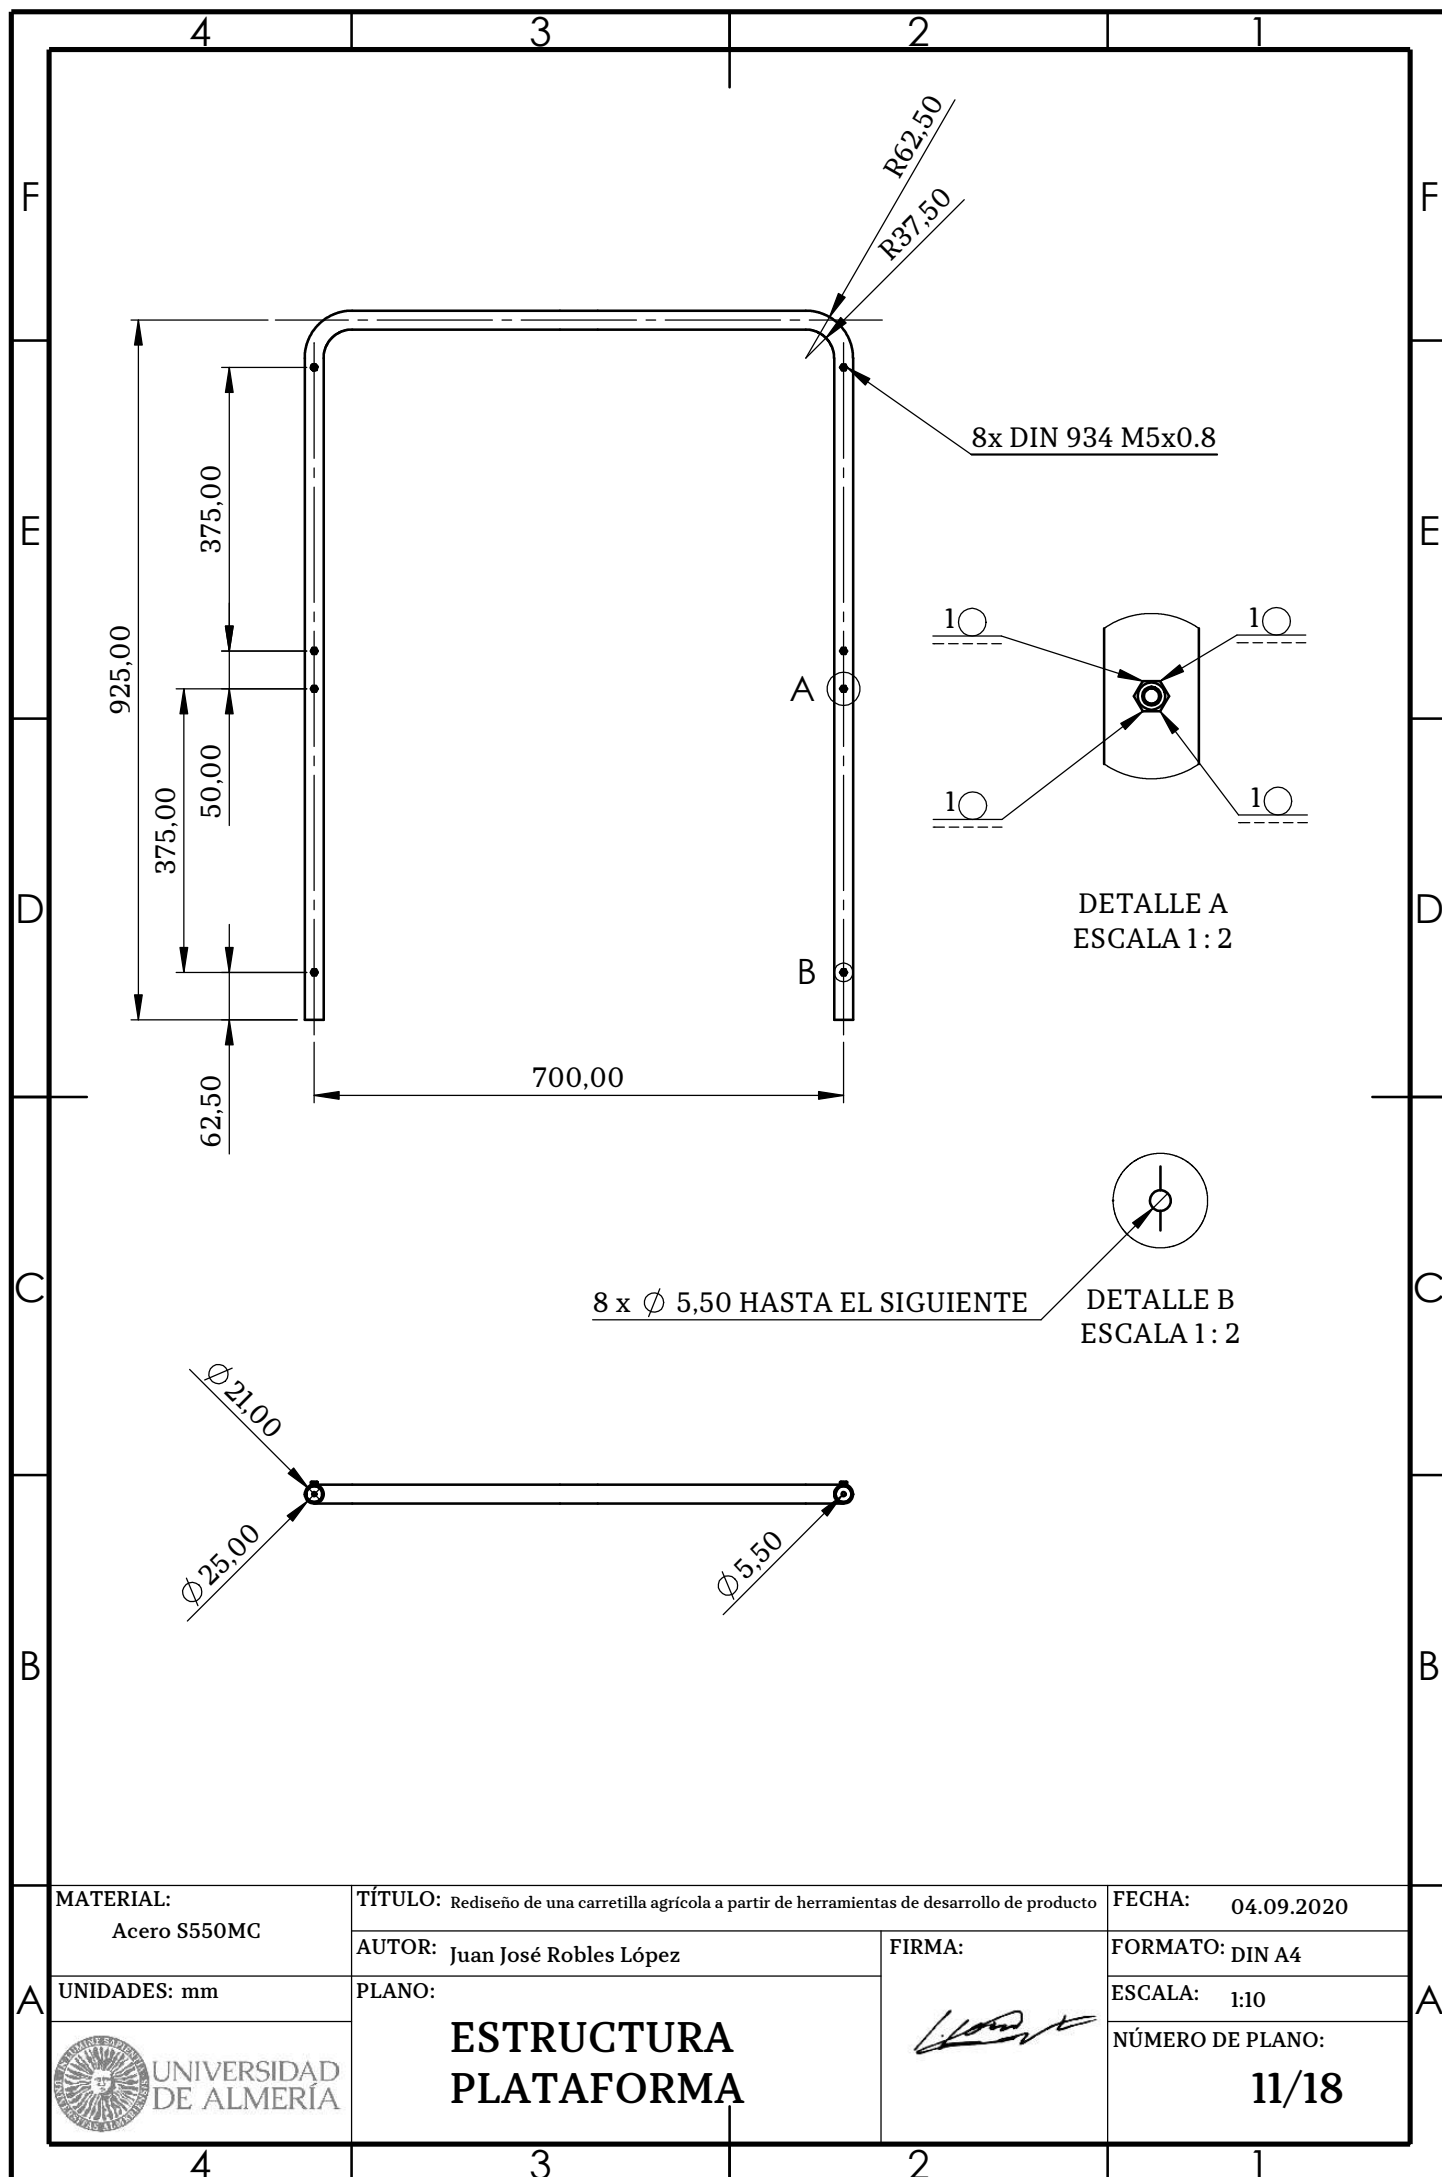 4 3 2 1
F F
R62,50
R37,50
8x DIN 934 M5x0.8
E E
375,00
925,00
50,00
375,00
62,50
700,00
A
B
1 1
1 1
DETALLE A
ESCALA 1 : 2
D D
8 x ∅ 5,50 HASTA EL SIGUIENTE
DETALLE B
ESCALA 1 : 2
C C
∅21,00
∅25,00
∅5,50
B B
A A
MATERIAL:
Acero S550MC
UNIDADES: mm
UNIVERSIDAD
DE ALMERÍA
TÍTULO: Rediseño de una carretilla agrícola a partir de herramientas de desarrollo de producto
AUTOR: Juan José Robles López
PLANO:
ESTRUCTURA
PLATAFORMA
FIRMA:
FECHA: 04.09.2020
FORMATO: DIN A4
ESCALA: 1:10
NÚMERO DE PLANO:
11/18
4 3 2 1